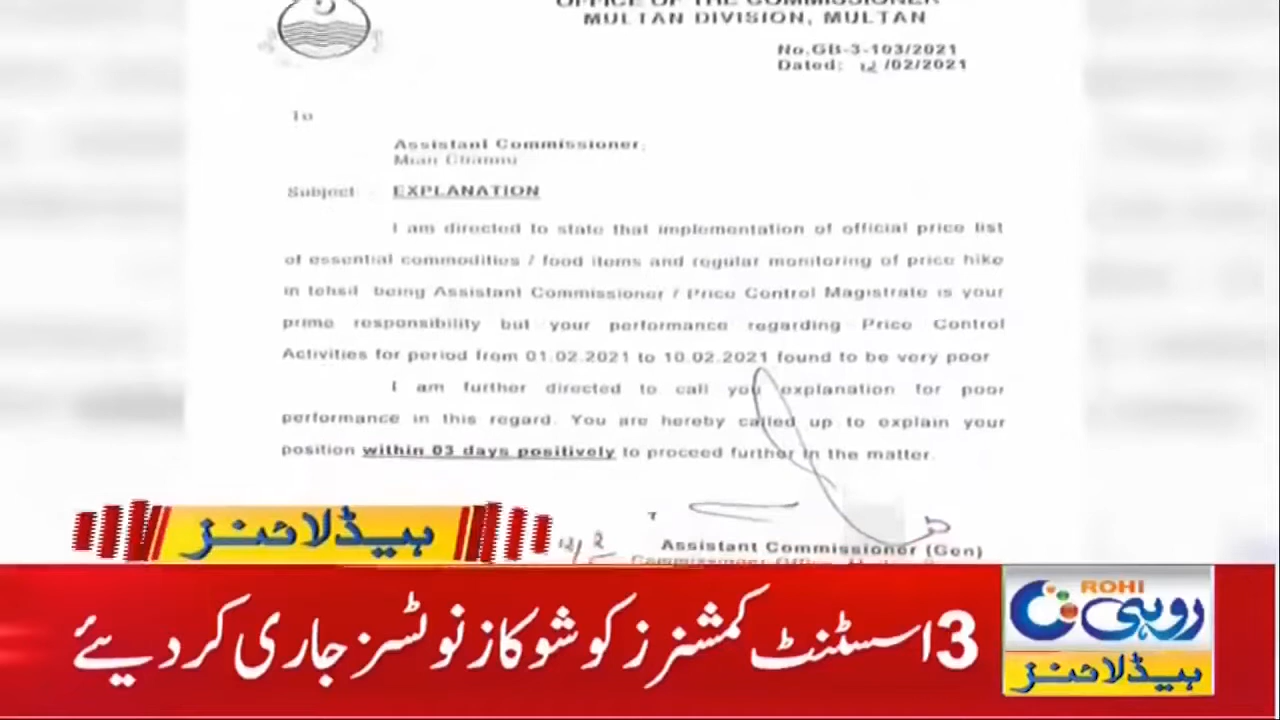 OFFICE OF THE COMMISSIONER
MULTAN DIVISION, MULTAN
No.GB-3-103/2021
Dated: 12/02/2021
To
Assistant Commissioner,
Mian Channu
Subject EXPLANATION
I am directed to state that implementation of official price list
of essential commodities / food items and regular monitoring of price hike
in tehsil being Assistant Commissioner / Price Control Magistrate is your
prime responsibility but your performance regarding Price Control
Activities for period from 01.02.2021 to 10.02.2021 found to be very poor
I am further directed to call you explanation for poor
performance in this regard. You are hereby called up to explain your
position within 03 days positively to proceed further in the matter.
Assistant Commissioner (Gen)
ہیڈلائنز
3 اسسٹنٹ کمشنرز کو شوکاز نوٹسز جاری کر دیئے
ROHI
روہی
ہیڈلائنز